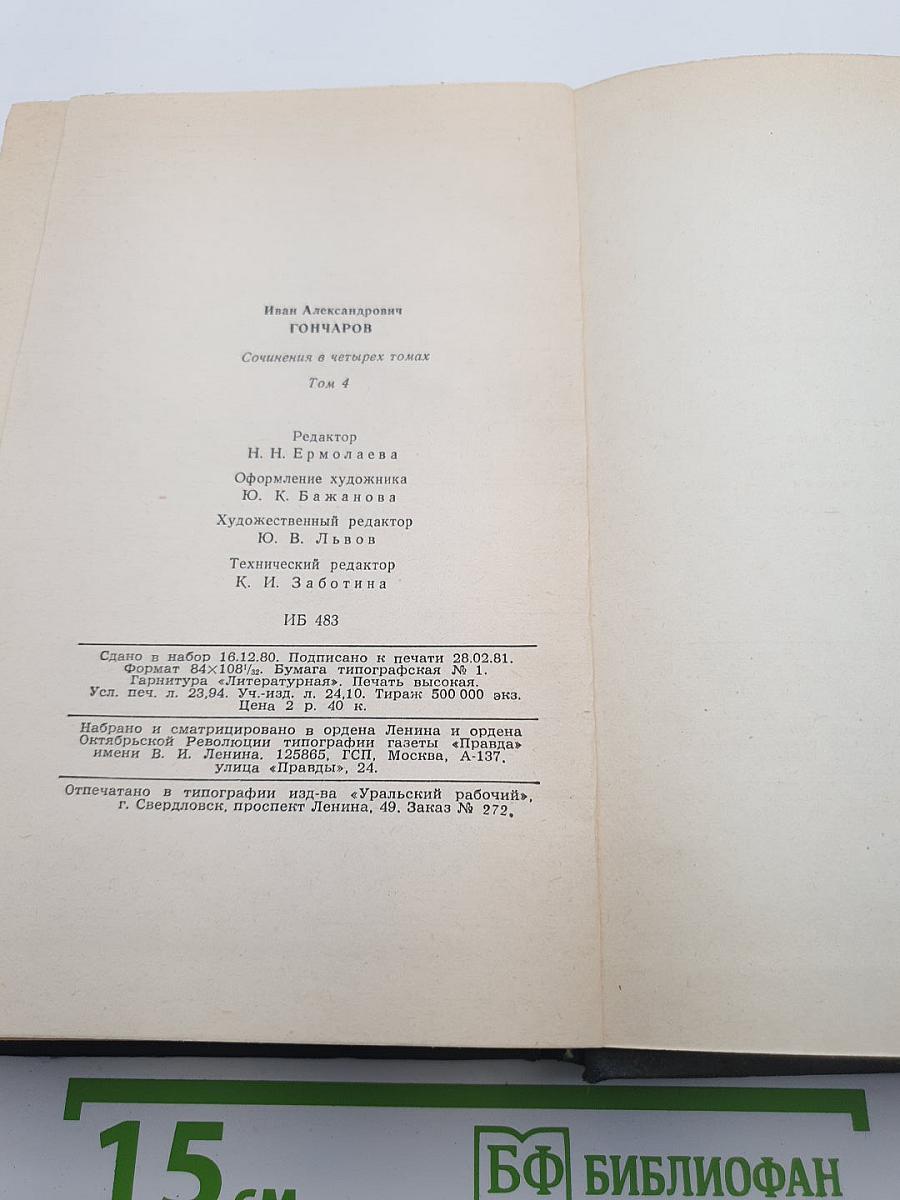 Иван Александрович
ГОНЧАРОВ
Сочинения в четырех томах
Том 4
Редактор
Н. Н. Ермолаева
Оформление художника
Ю. К. Бажанова
Художественный редактор
Ю. В. Львов
Технический редактор
К. И. Заботина
ИБ 483
Сдано в набор 16.12.80. Подписано к печати 28.02.81.
Формат 84×108¹/₃₂. Бумага типографская № 1.
Гарнитура «Литературная». Печать высокая.
Усл. печ. л. 23,94. Уч.-изд. л. 24,10. Тираж 500 000 экз.
Цена 2 р. 40 к.
Набрано и сматрицировано в ордена Ленина и ордена
Октябрьской Революции типографии газеты «Правда»
имени В. И. Ленина. 125865, ГСП, Москва, А-137,
улица «Правды», 24.
Отпечатано в типографии изд-ва «Уральский рабочий»,
г. Свердловск, проспект Ленина, 49. Заказ № 272.
15 см
БФ БИБЛИОФАН